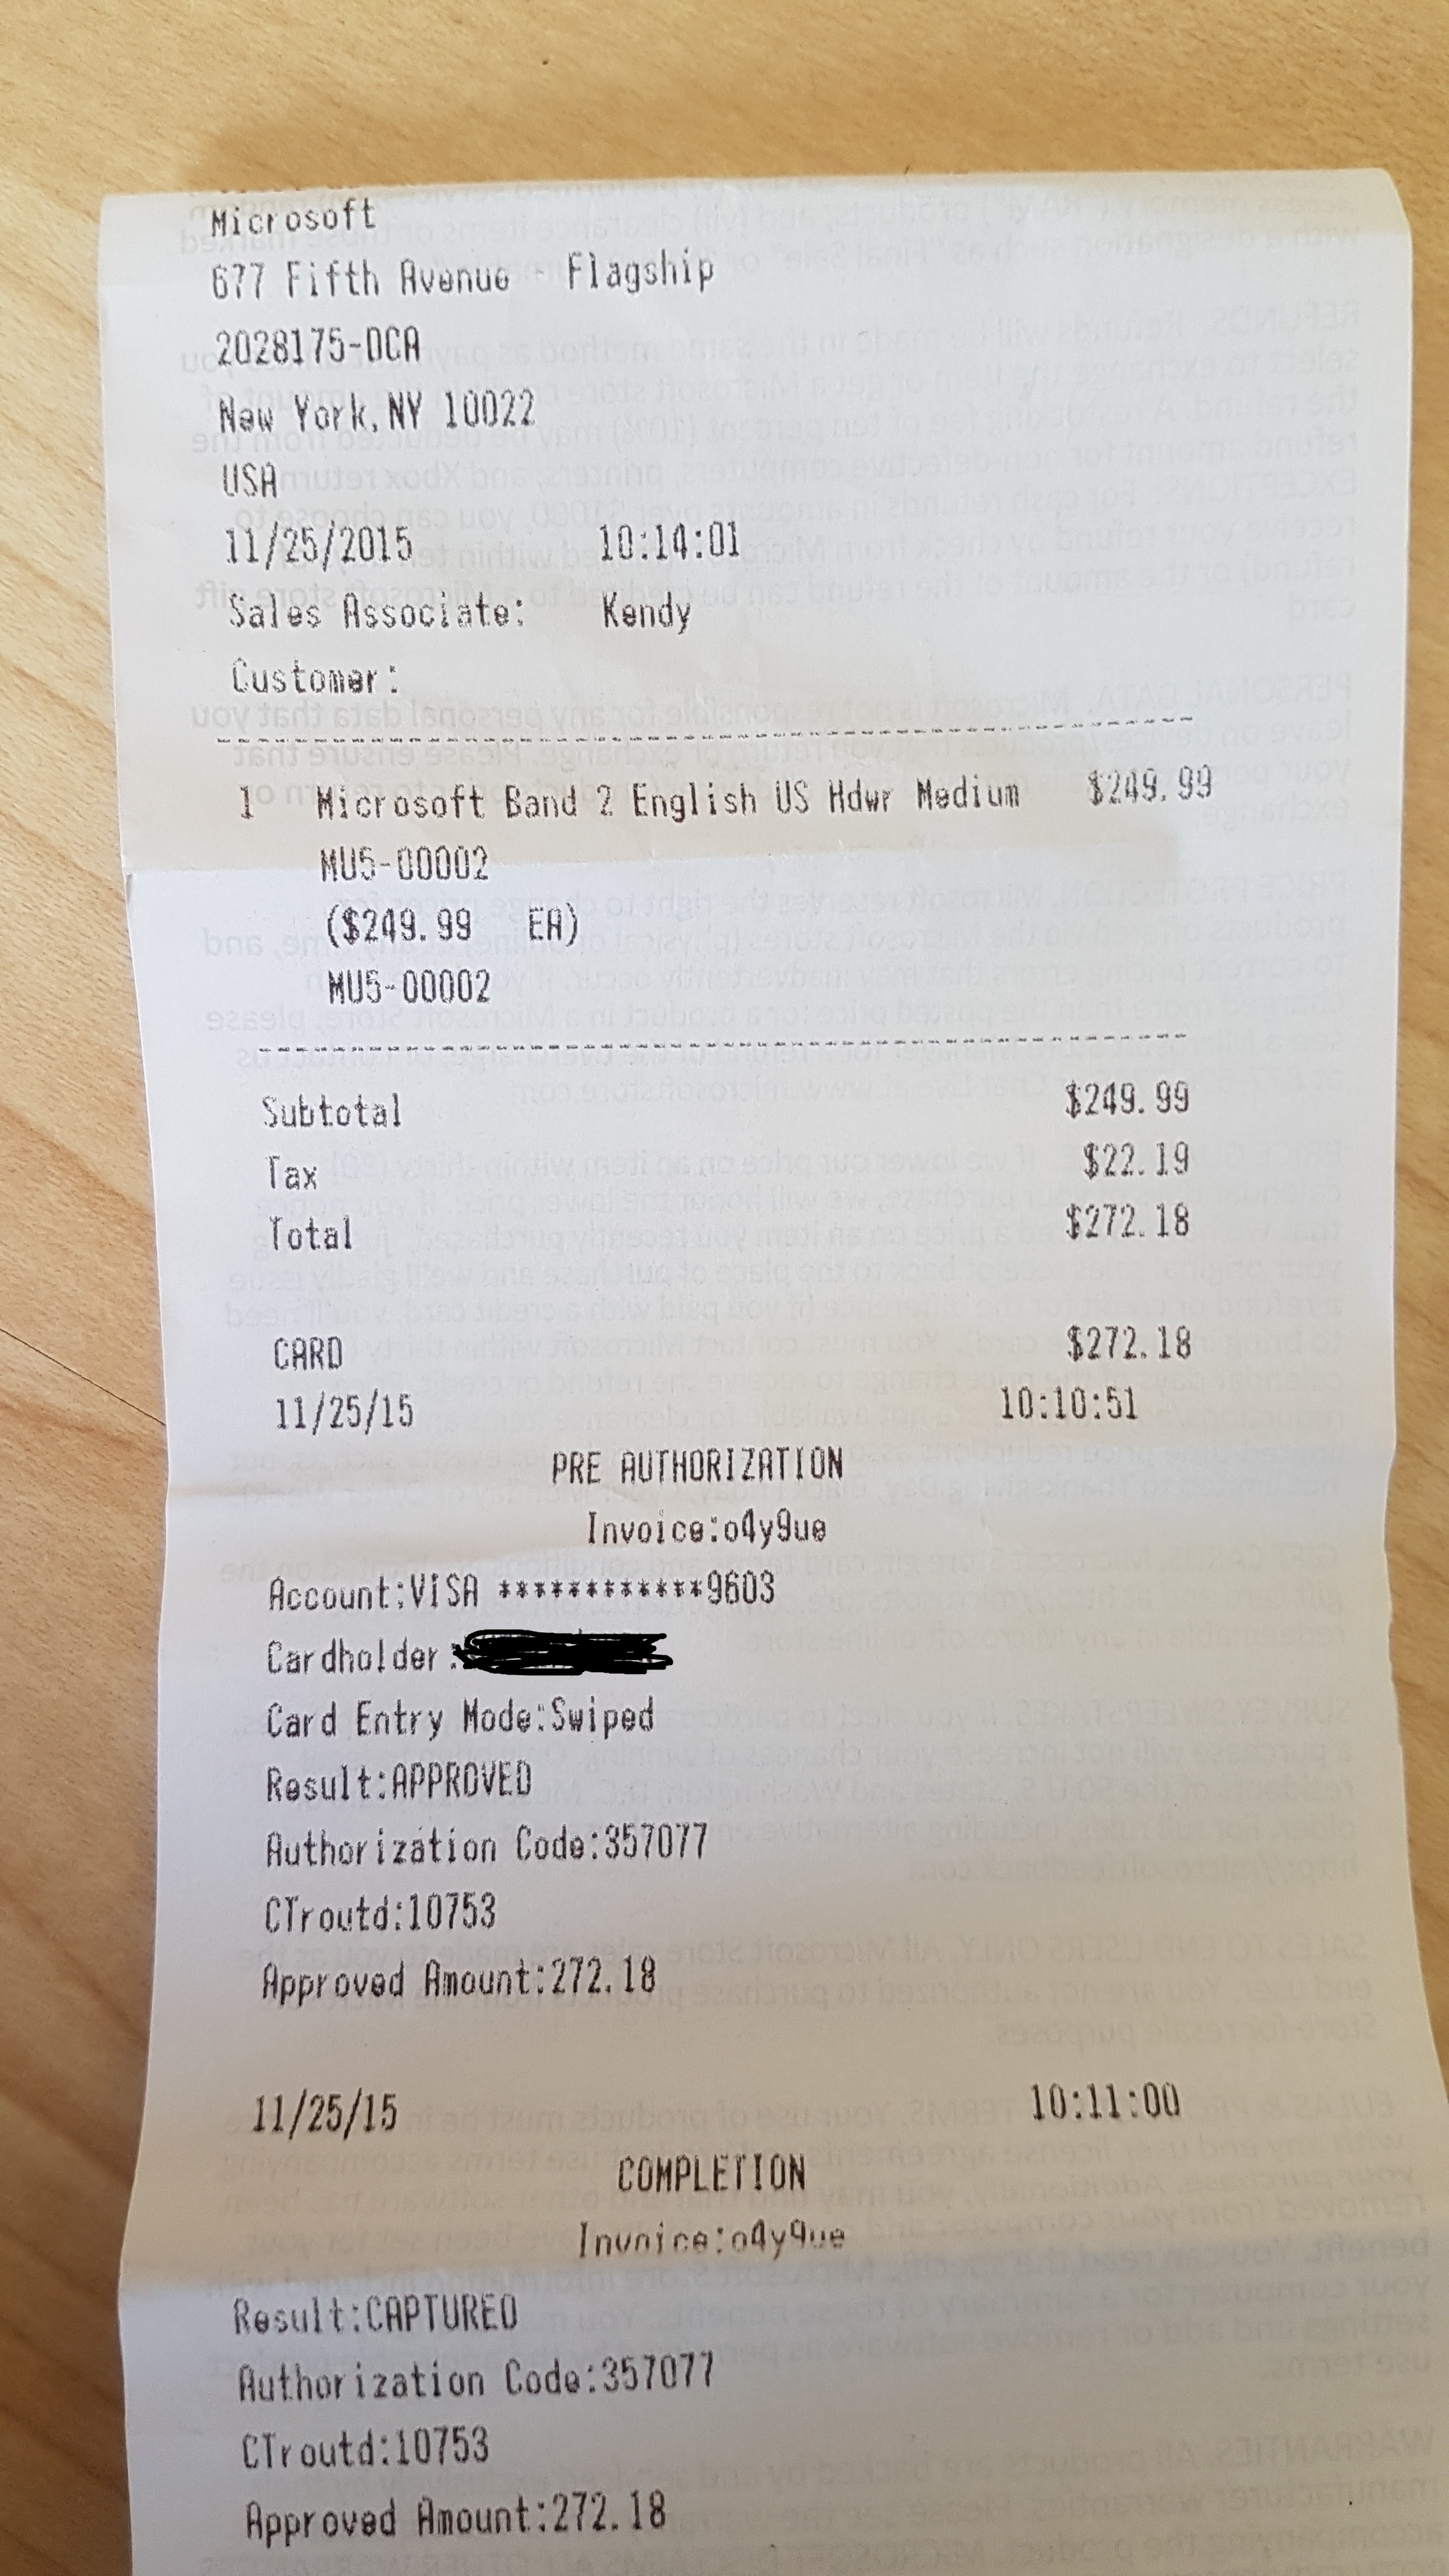 Microsoft
677 Fifth Avenue - Flagship
2028175-DCA
New York, NY 10022
USA
11/25/2015 10:14:01
Sales Associate: Kendy
Customer:
1 Microsoft Band 2 English US Hdwr Medium $249.99
MU5-00002
($249.99 EA)
MU5-00002
Subtotal $249.99
Tax $22.19
Total $272.18
CARD $272.18
11/25/15 10:10:51
PRE AUTHORIZATION
Invoice:o4y9ue
Account:VISA ************9603
Cardholder:
Card Entry Mode:Swiped
Result:APPROVED
Authorization Code:357077
CTroutd:10753
Approved Amount:272.18
11/25/15 10:11:00
COMPLETION
Invoice:o4y9ue
Result:CAPTURED
Authorization Code:357077
CTroutd:10753
Approved Amount:272.18